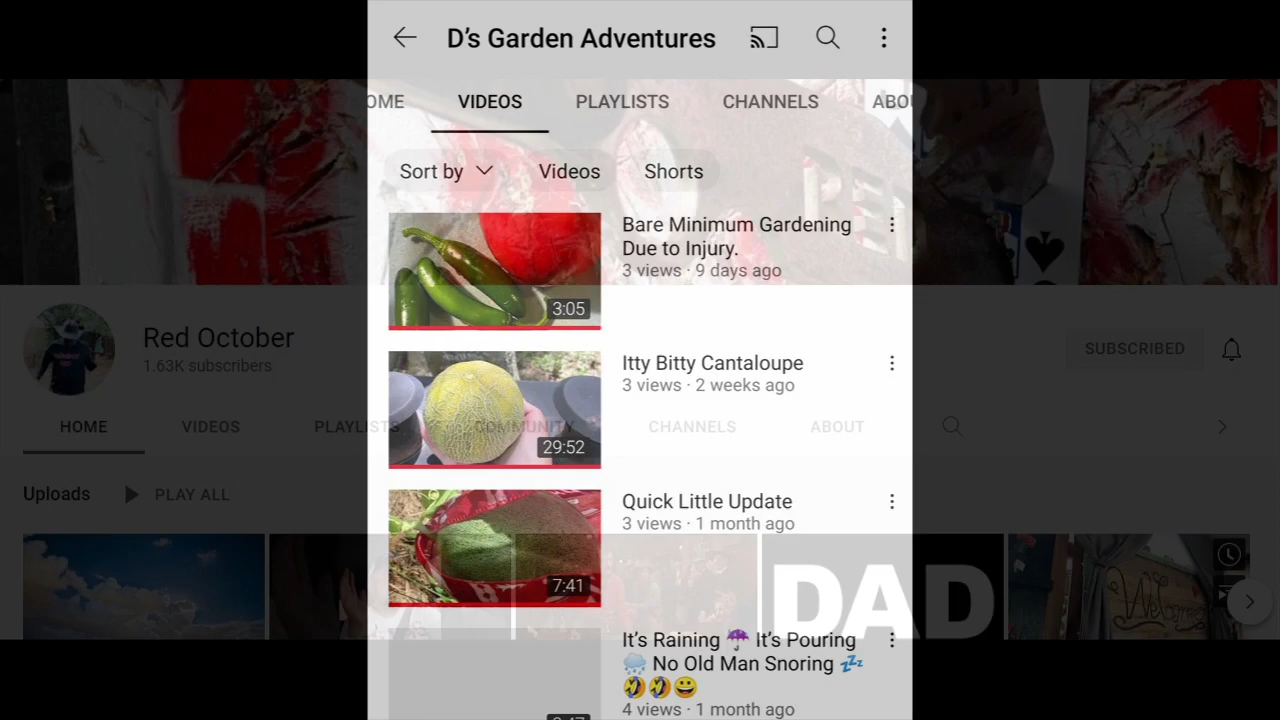 D's Garden Adventures
OME VIDEOS PLAYLISTS CHANNELS ABOU
Sort by Videos Shorts
Bare Minimum Gardening
Due to Injury.
3 views · 9 days ago
3:05
Itty Bitty Cantaloupe
3 views · 2 weeks ago
29:52
Quick Little Update
3 views · 1 month ago
7:41
It's Raining ☔ It's Pouring
🌧 No Old Man Snoring 💤
🤣🤣😀
4 views · 1 month ago
Red October
1.63K subscribers
SUBSCRIBED
HOME VIDEOS PLAYLISTS COMMUNITY CHANNELS ABOUT
Uploads PLAY ALL
DAD
Welcome